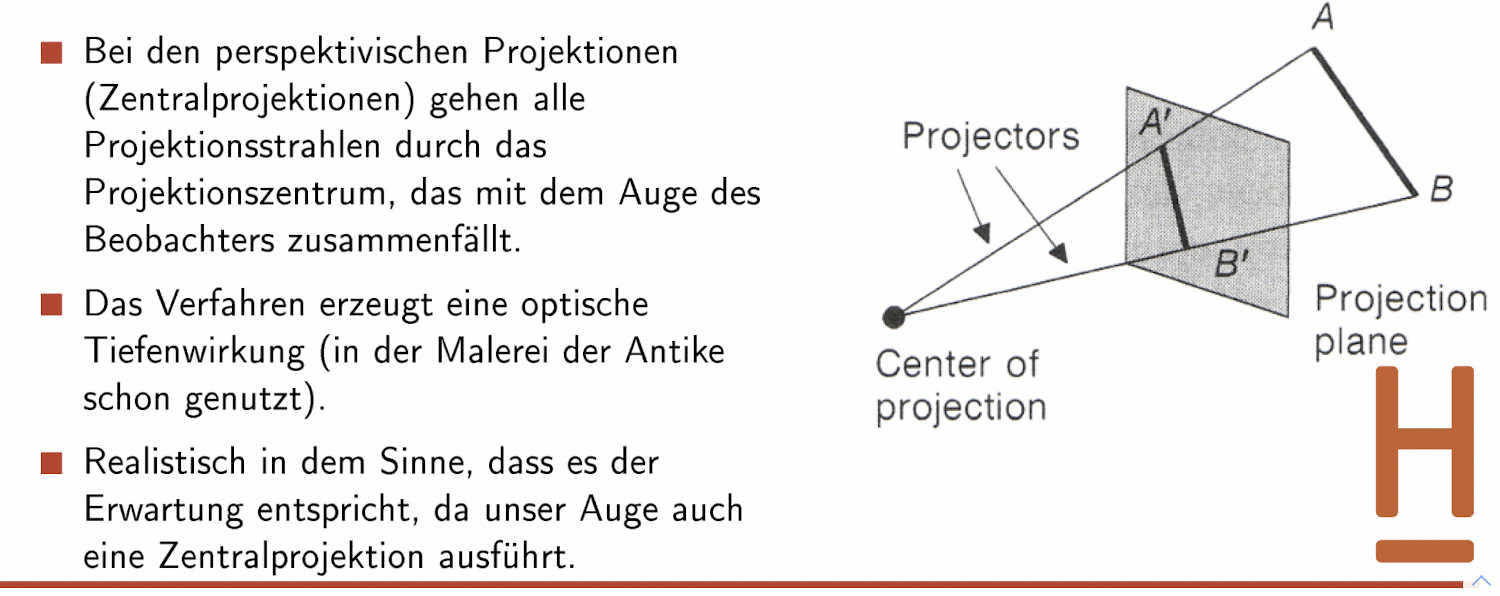 Bei den perspektivischen Projektionen
(Zentralprojektionen) gehen alle
Projektionsstrahlen durch das
Projektionszentrum, das mit dem Auge des
Beobachters zusammenfällt.
Das Verfahren erzeugt eine optische
Tiefenwirkung (in der Malerei der Antike
schon genutzt).
Realistisch in dem Sinne, dass es der
Erwartung entspricht, da unser Auge auch
eine Zentralprojektion ausführt.
A
A'
Projectors
B
B'
Projection
plane
Center of
projection
H